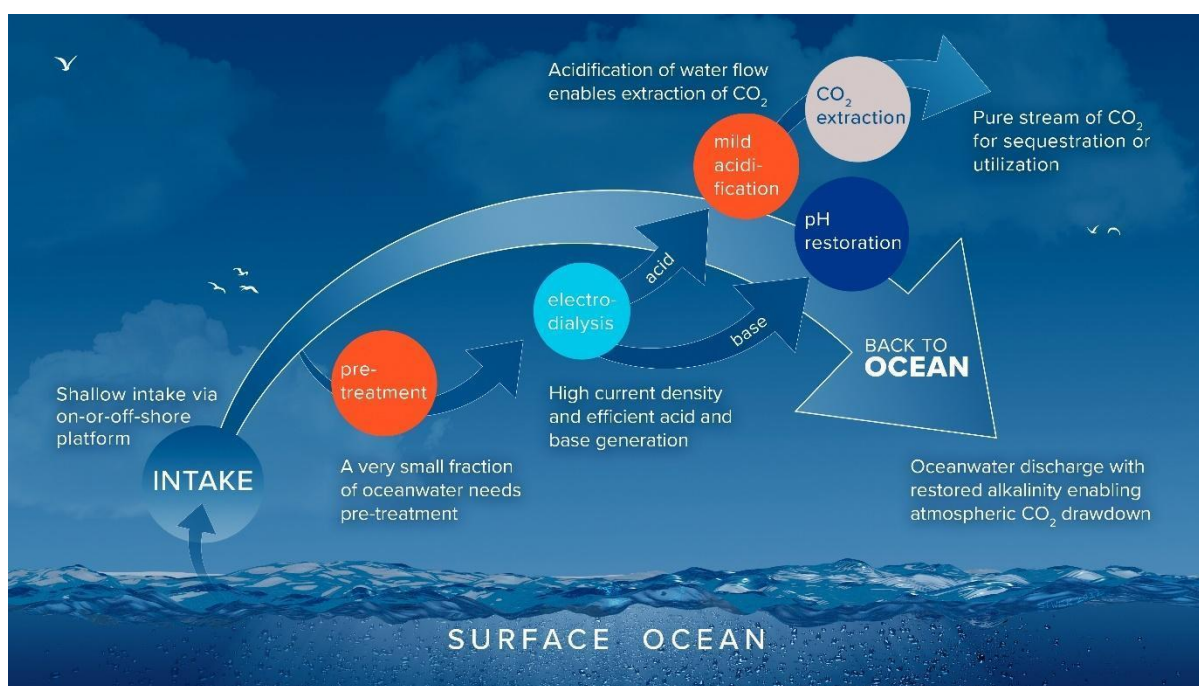 Acidification of water flow
enables extraction of CO₂
CO₂
extraction
Pure stream of CO₂
for sequestration or
utilization
mild
acidi-
fication
pH
restoration
acid
base
electro-
dialysis
High current density
and efficient acid and
base generation
BACK TO
OCEAN
pre-
treatment
A very small fraction
of oceanwater needs
pre-treatment
Shallow intake via
on-or-off-shore
platform
INTAKE
Oceanwater discharge with
restored alkalinity enabling
atmospheric CO₂ drawdown
SURFACE OCEAN